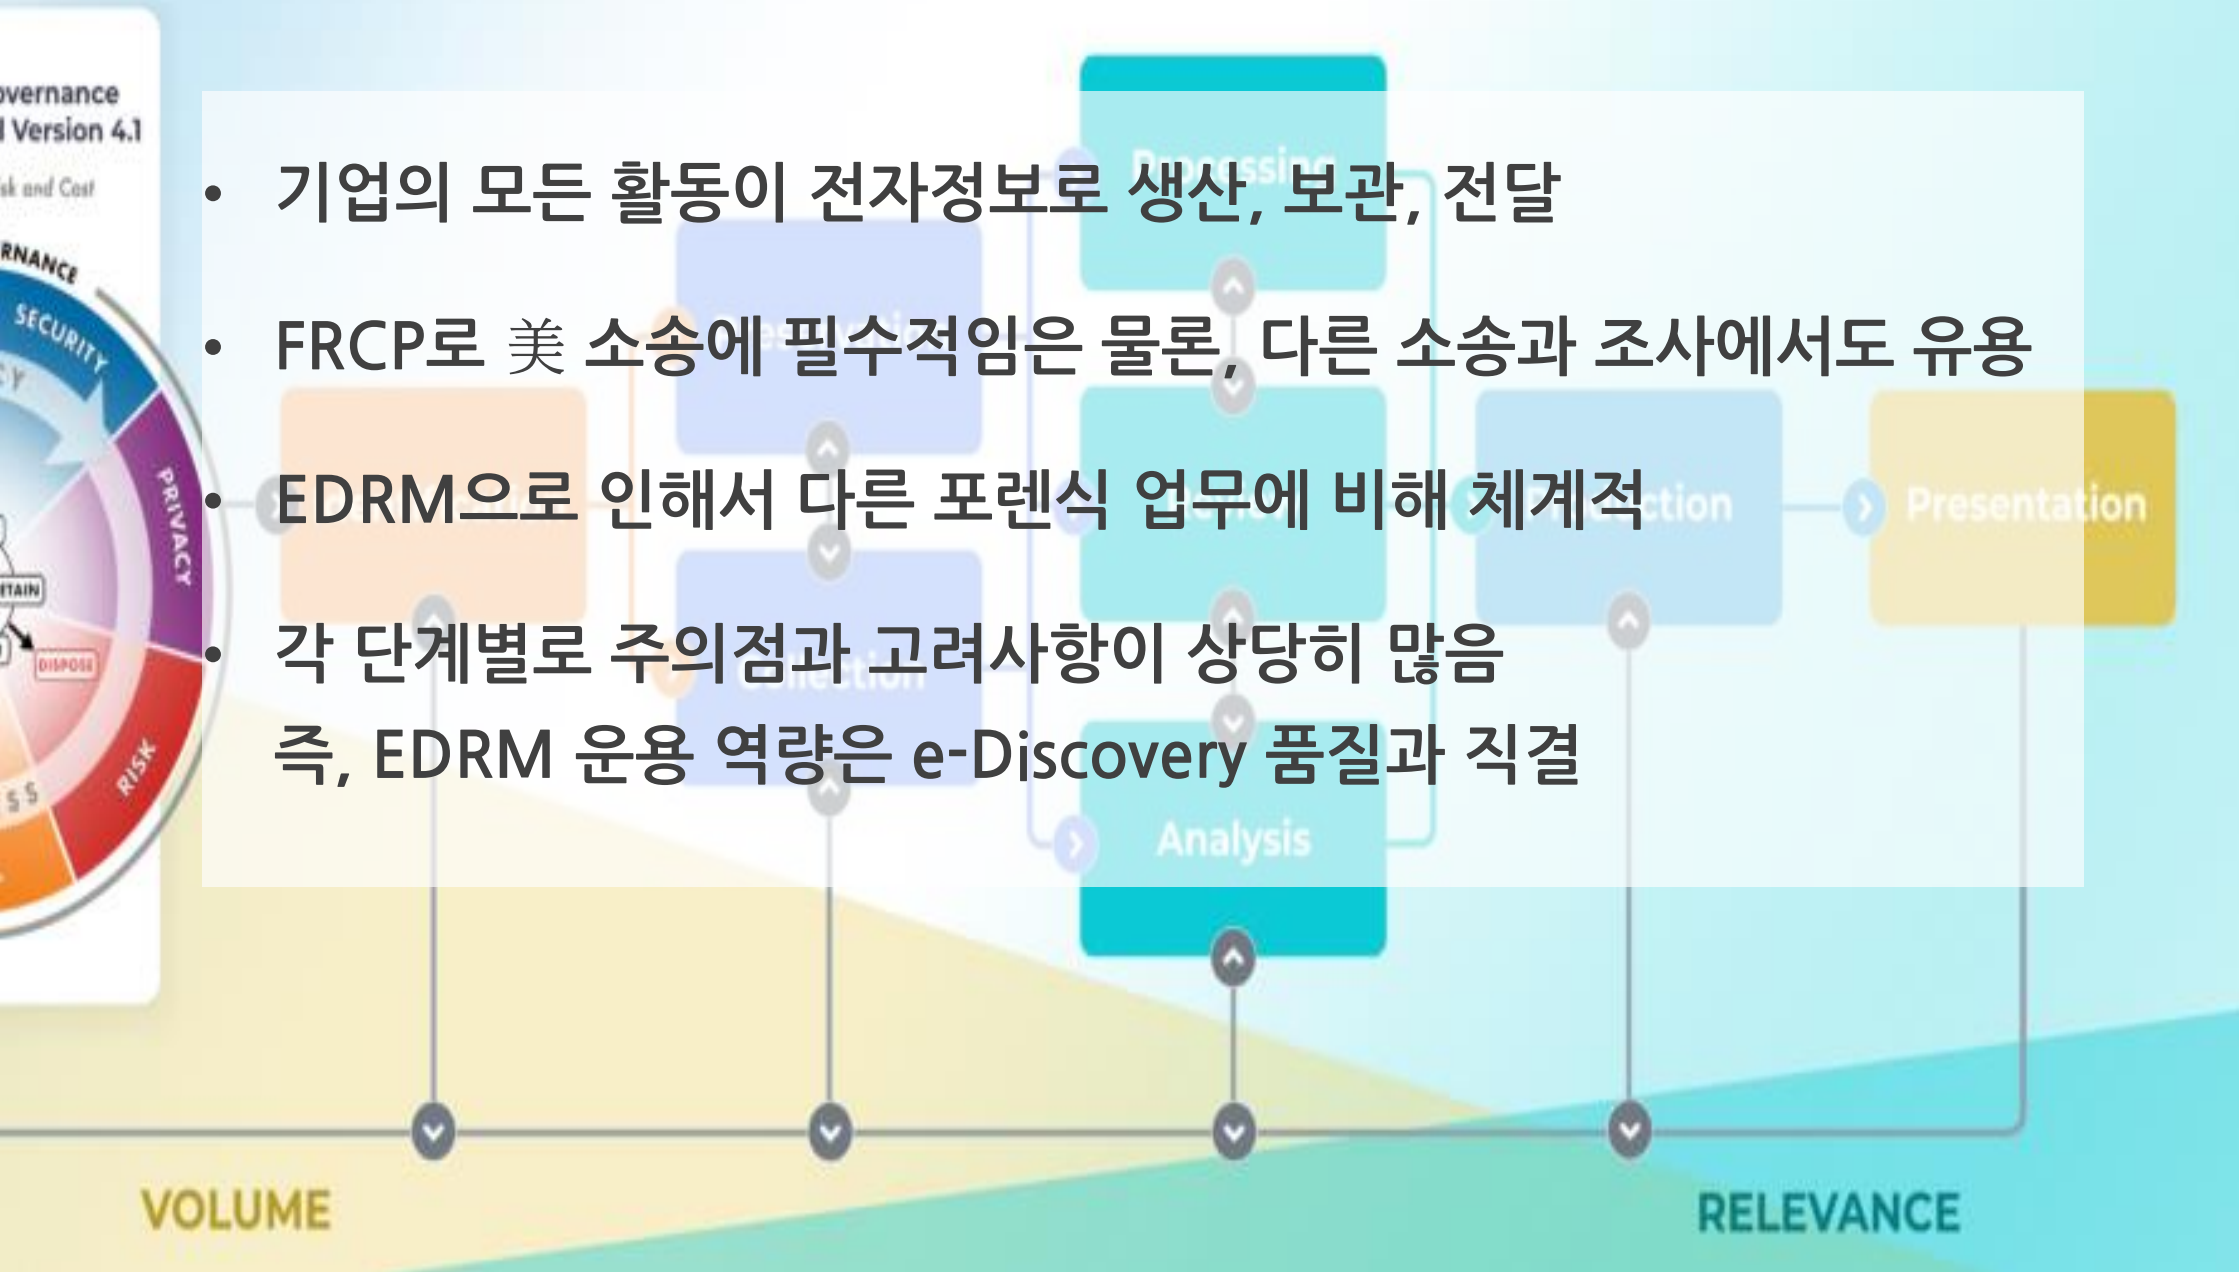 Version 4.1
SECURITY
PRIVACY
DISPOSE
RISK
• 기업의 모든 활동이 전자정보로 생산, 보관, 전달
• FRCP로 美 소송에 필수적임은 물론, 다른 소송과 조사에서도 유용
• EDRM으로 인해서 다른 포렌식 업무에 비해 체계적
• 각 단계별로 주의점과 고려사항이 상당히 많음
즉, EDRM 운용 역량은 e-Discovery 품질과 직결
Processing
Collection
Analysis
Presentation
VOLUME
RELEVANCE